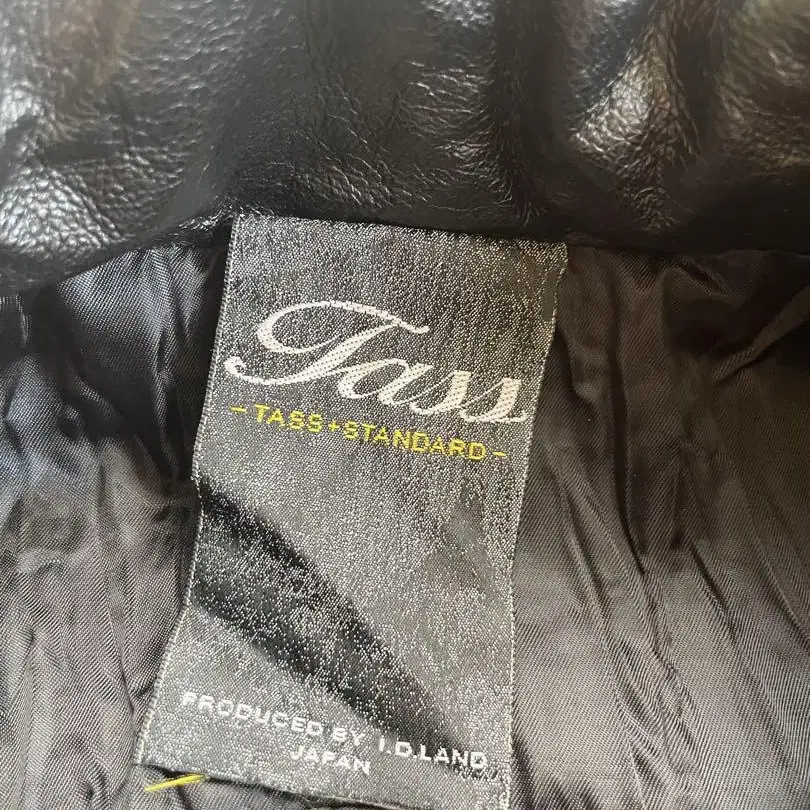 Tass
- TASS+STANDARD -
PRODUCED BY I.D.LAND
JAPAN